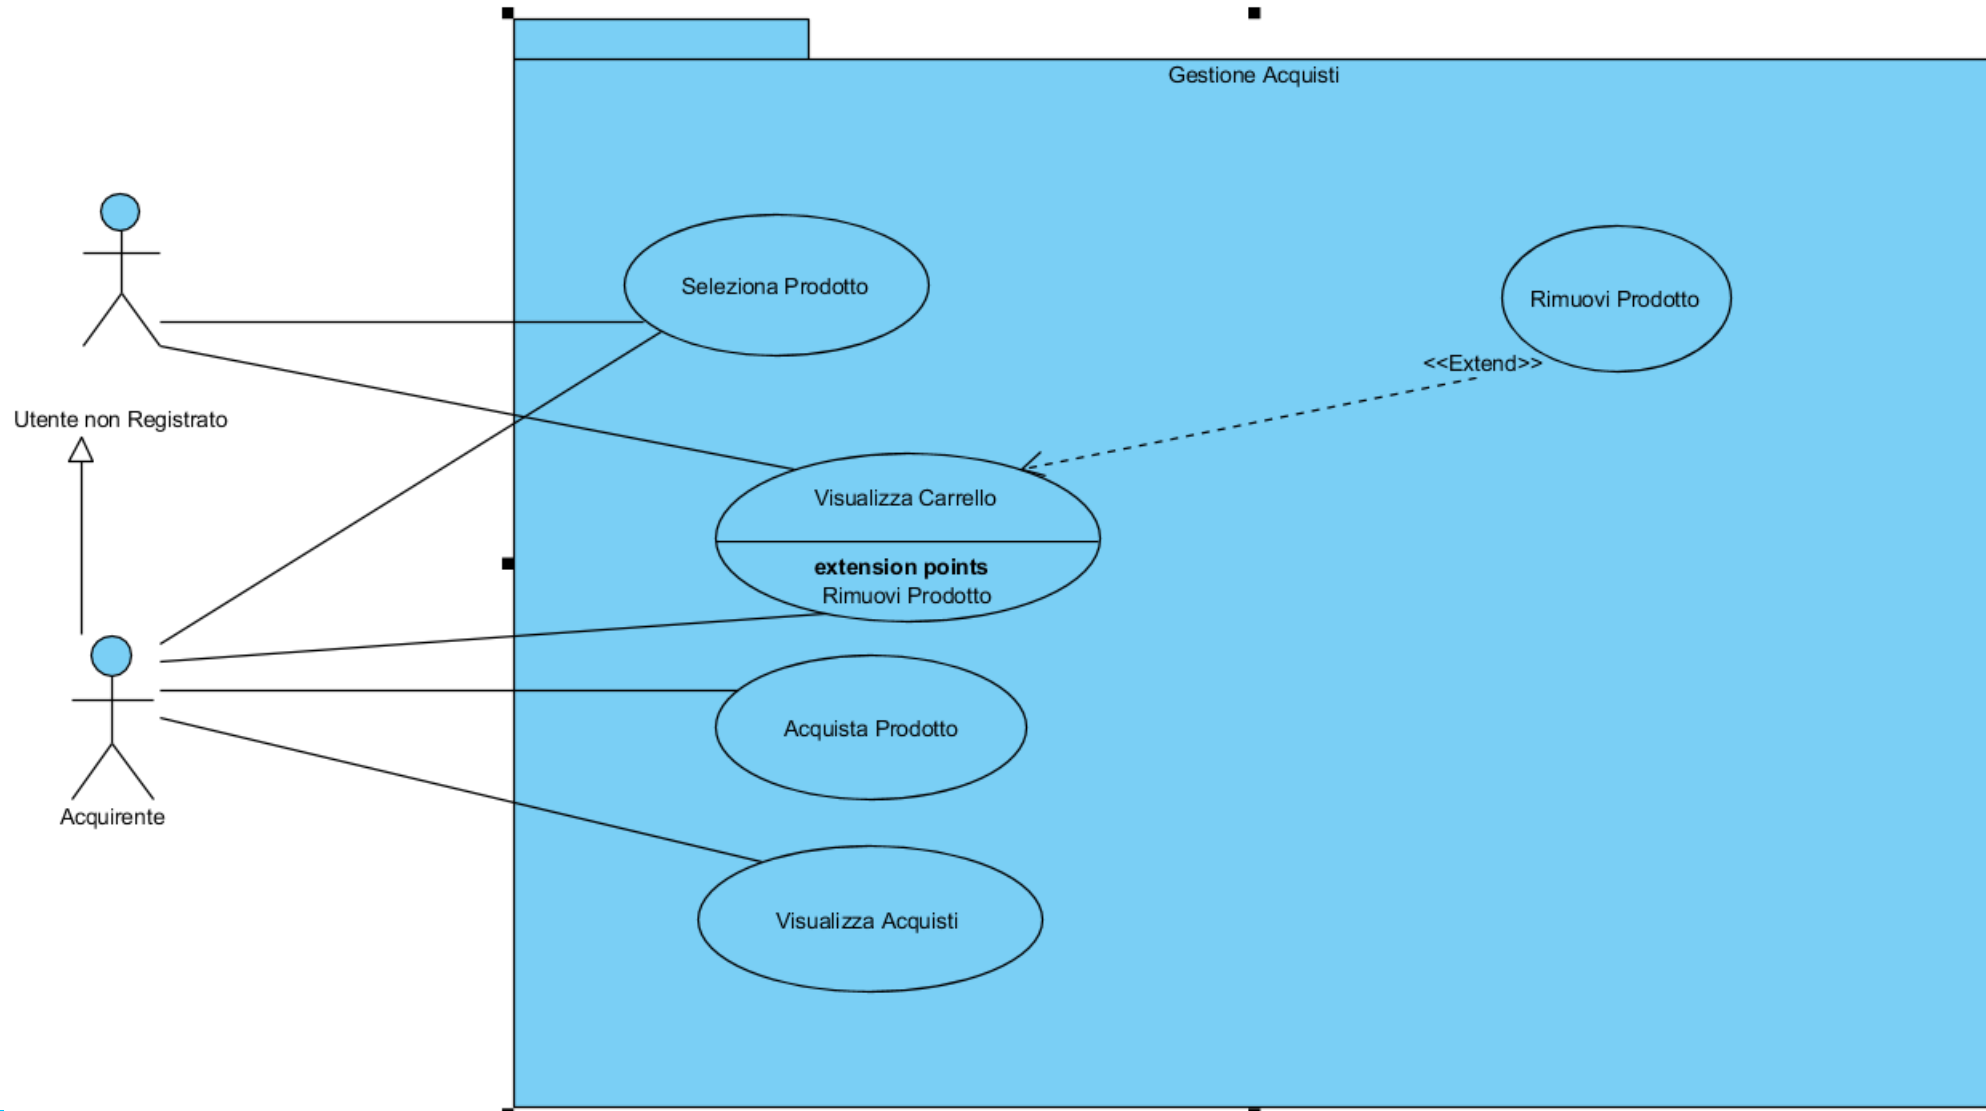 Gestione Acquisti
Seleziona Prodotto
Rimuovi Prodotto
<<Extend>>
Utente non Registrato
Visualizza Carrello
extension points
Rimuovi Prodotto
Acquista Prodotto
Acquirente
Visualizza Acquisti